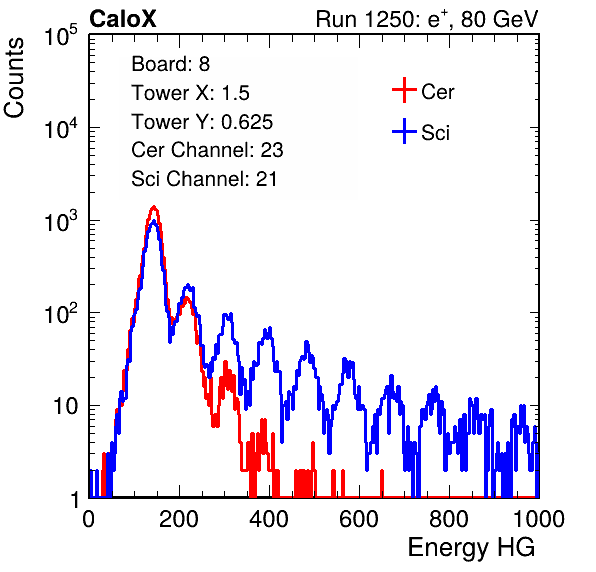 CaloX Run 1250: e⁺, 80 GeV
Counts
Board: 8
Tower X: 1.5
Tower Y: 0.625
Cer Channel: 23
Sci Channel: 21
Cer
Sci
10⁵
10⁴
10³
10²
10
1
0 200 400 600 800 1000
Energy HG